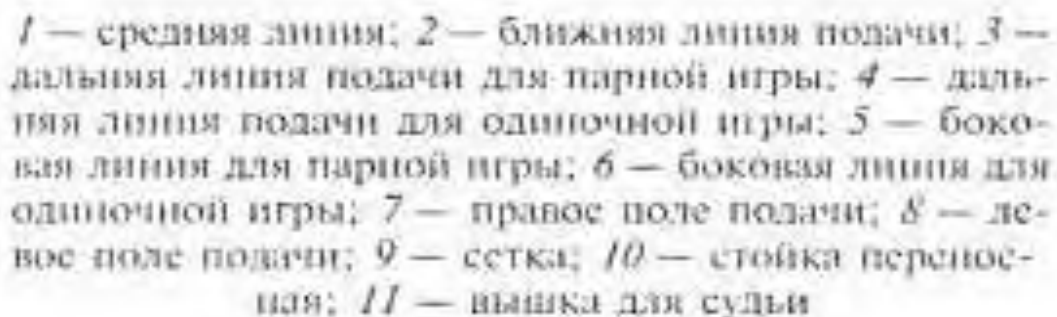 1 — средняя линия; 2 — ближняя линия подачи; 3 —
дальняя линия подачи для парной игры; 4 — даль-
няя линия подачи для одиночной игры; 5 — боко-
вая линия для парной игры; 6 — боковая линия для
одиночной игры; 7 — правое поле подачи; 8 — ле-
вое поле подачи; 9 — сетка; 10 — стойка перенос-
ная; 11 — вышка для судьи